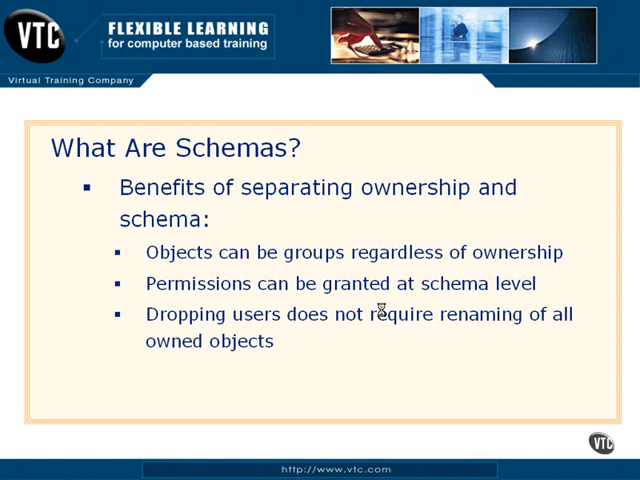 VTC
FLEXIBLE LEARNING
for computer based training
Virtual Training Company
What Are Schemas?
Benefits of separating ownership and
schema:
Objects can be groups regardless of ownership
Permissions can be granted at schema level
Dropping users does not require renaming of all
owned objects
VTC
http://www.vtc.com